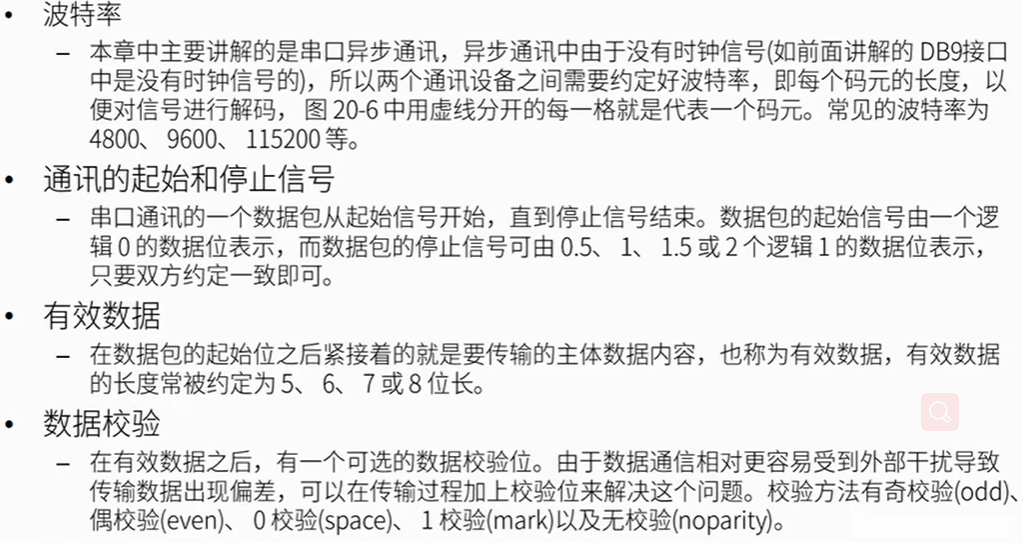 • 波特率
– 本章中主要讲解的是串口异步通讯，异步通讯中由于没有时钟信号(如前面讲解的 DB9接口
中是没有时钟信号的)，所以两个通讯设备之间需要约定好波特率，即每个码元的长度，以
便对信号进行解码， 图 20-6 中用虚线分开的每一格就是代表一个码元。常见的波特率为
4800、 9600、 115200 等。
• 通讯的起始和停止信号
– 串口通讯的一个数据包从起始信号开始，直到停止信号结束。数据包的起始信号由一个逻
辑 0 的数据位表示，而数据包的停止信号可由 0.5、 1、 1.5 或 2 个逻辑 1 的数据位表示，
只要双方约定一致即可。
• 有效数据
– 在数据包的起始位之后紧接着的就是要传输的主体数据内容，也称为有效数据，有效数据
的长度常被约定为 5、 6、 7 或 8 位长。
• 数据校验
– 在有效数据之后，有一个可选的数据校验位。由于数据通信相对更容易受到外部干扰导致
传输数据出现偏差，可以在传输过程加上校验位来解决这个问题。校验方法有奇校验(odd)、
偶校验(even)、 0 校验(space)、 1 校验(mark)以及无校验(noparity)。